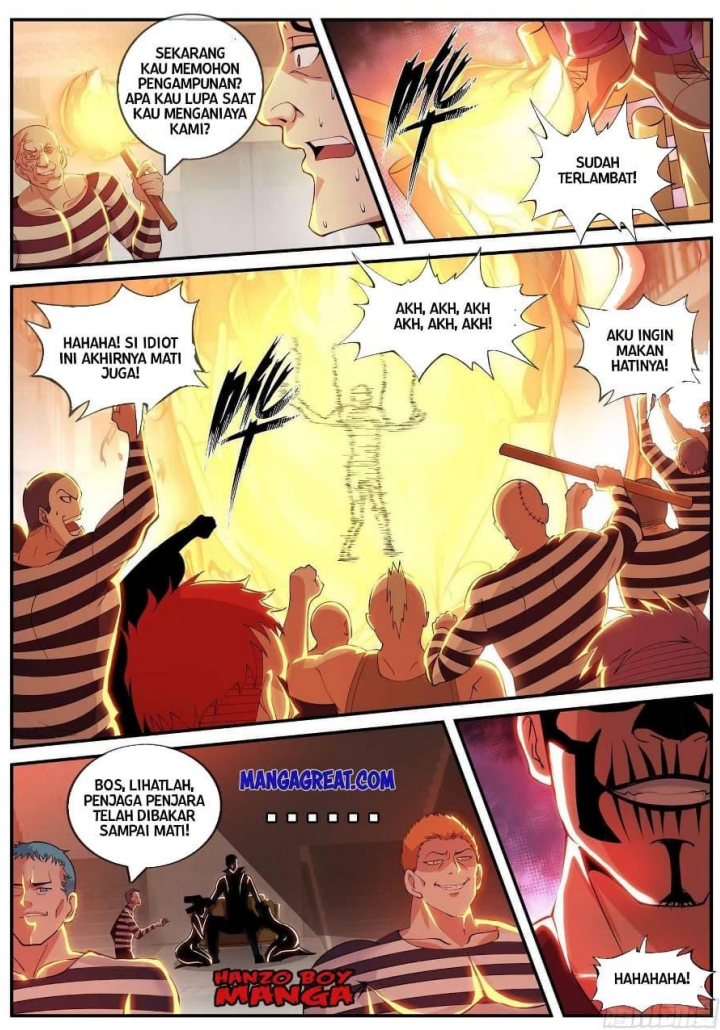 SEKARANG
KAU MEMOHON
PENGAMPUNAN?
APA KAU LUPA SAAT
KAU MENGANIAYA
KAMI?
SUDAH
TERLAMBAT!
HAHAHA! SI IDIOT
INI AKHIRNYA MATI
JUGA!
AKH, AKH, AKH
AKH, AKH, AKH!
AKU INGIN
MAKAN
HATINYA!
BOS, LIHATLAH,
PENJAGA PENJARA
TELAH DIBAKAR
SAMPAI MATI!
MANGAGREAT.COM
......
HANZO BOY
MANGA
HAHAHAHA!